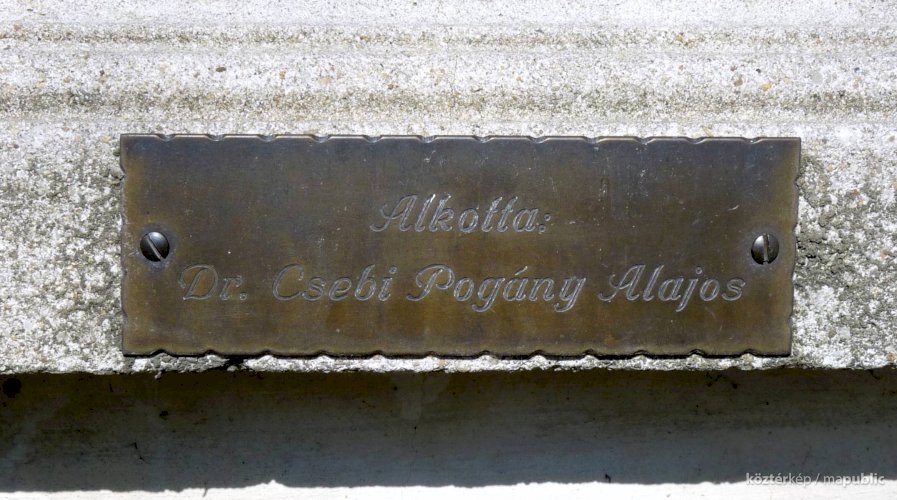 Alkotta:
Dr. Csebi Pogány Alajos
köztérkép / mapublic